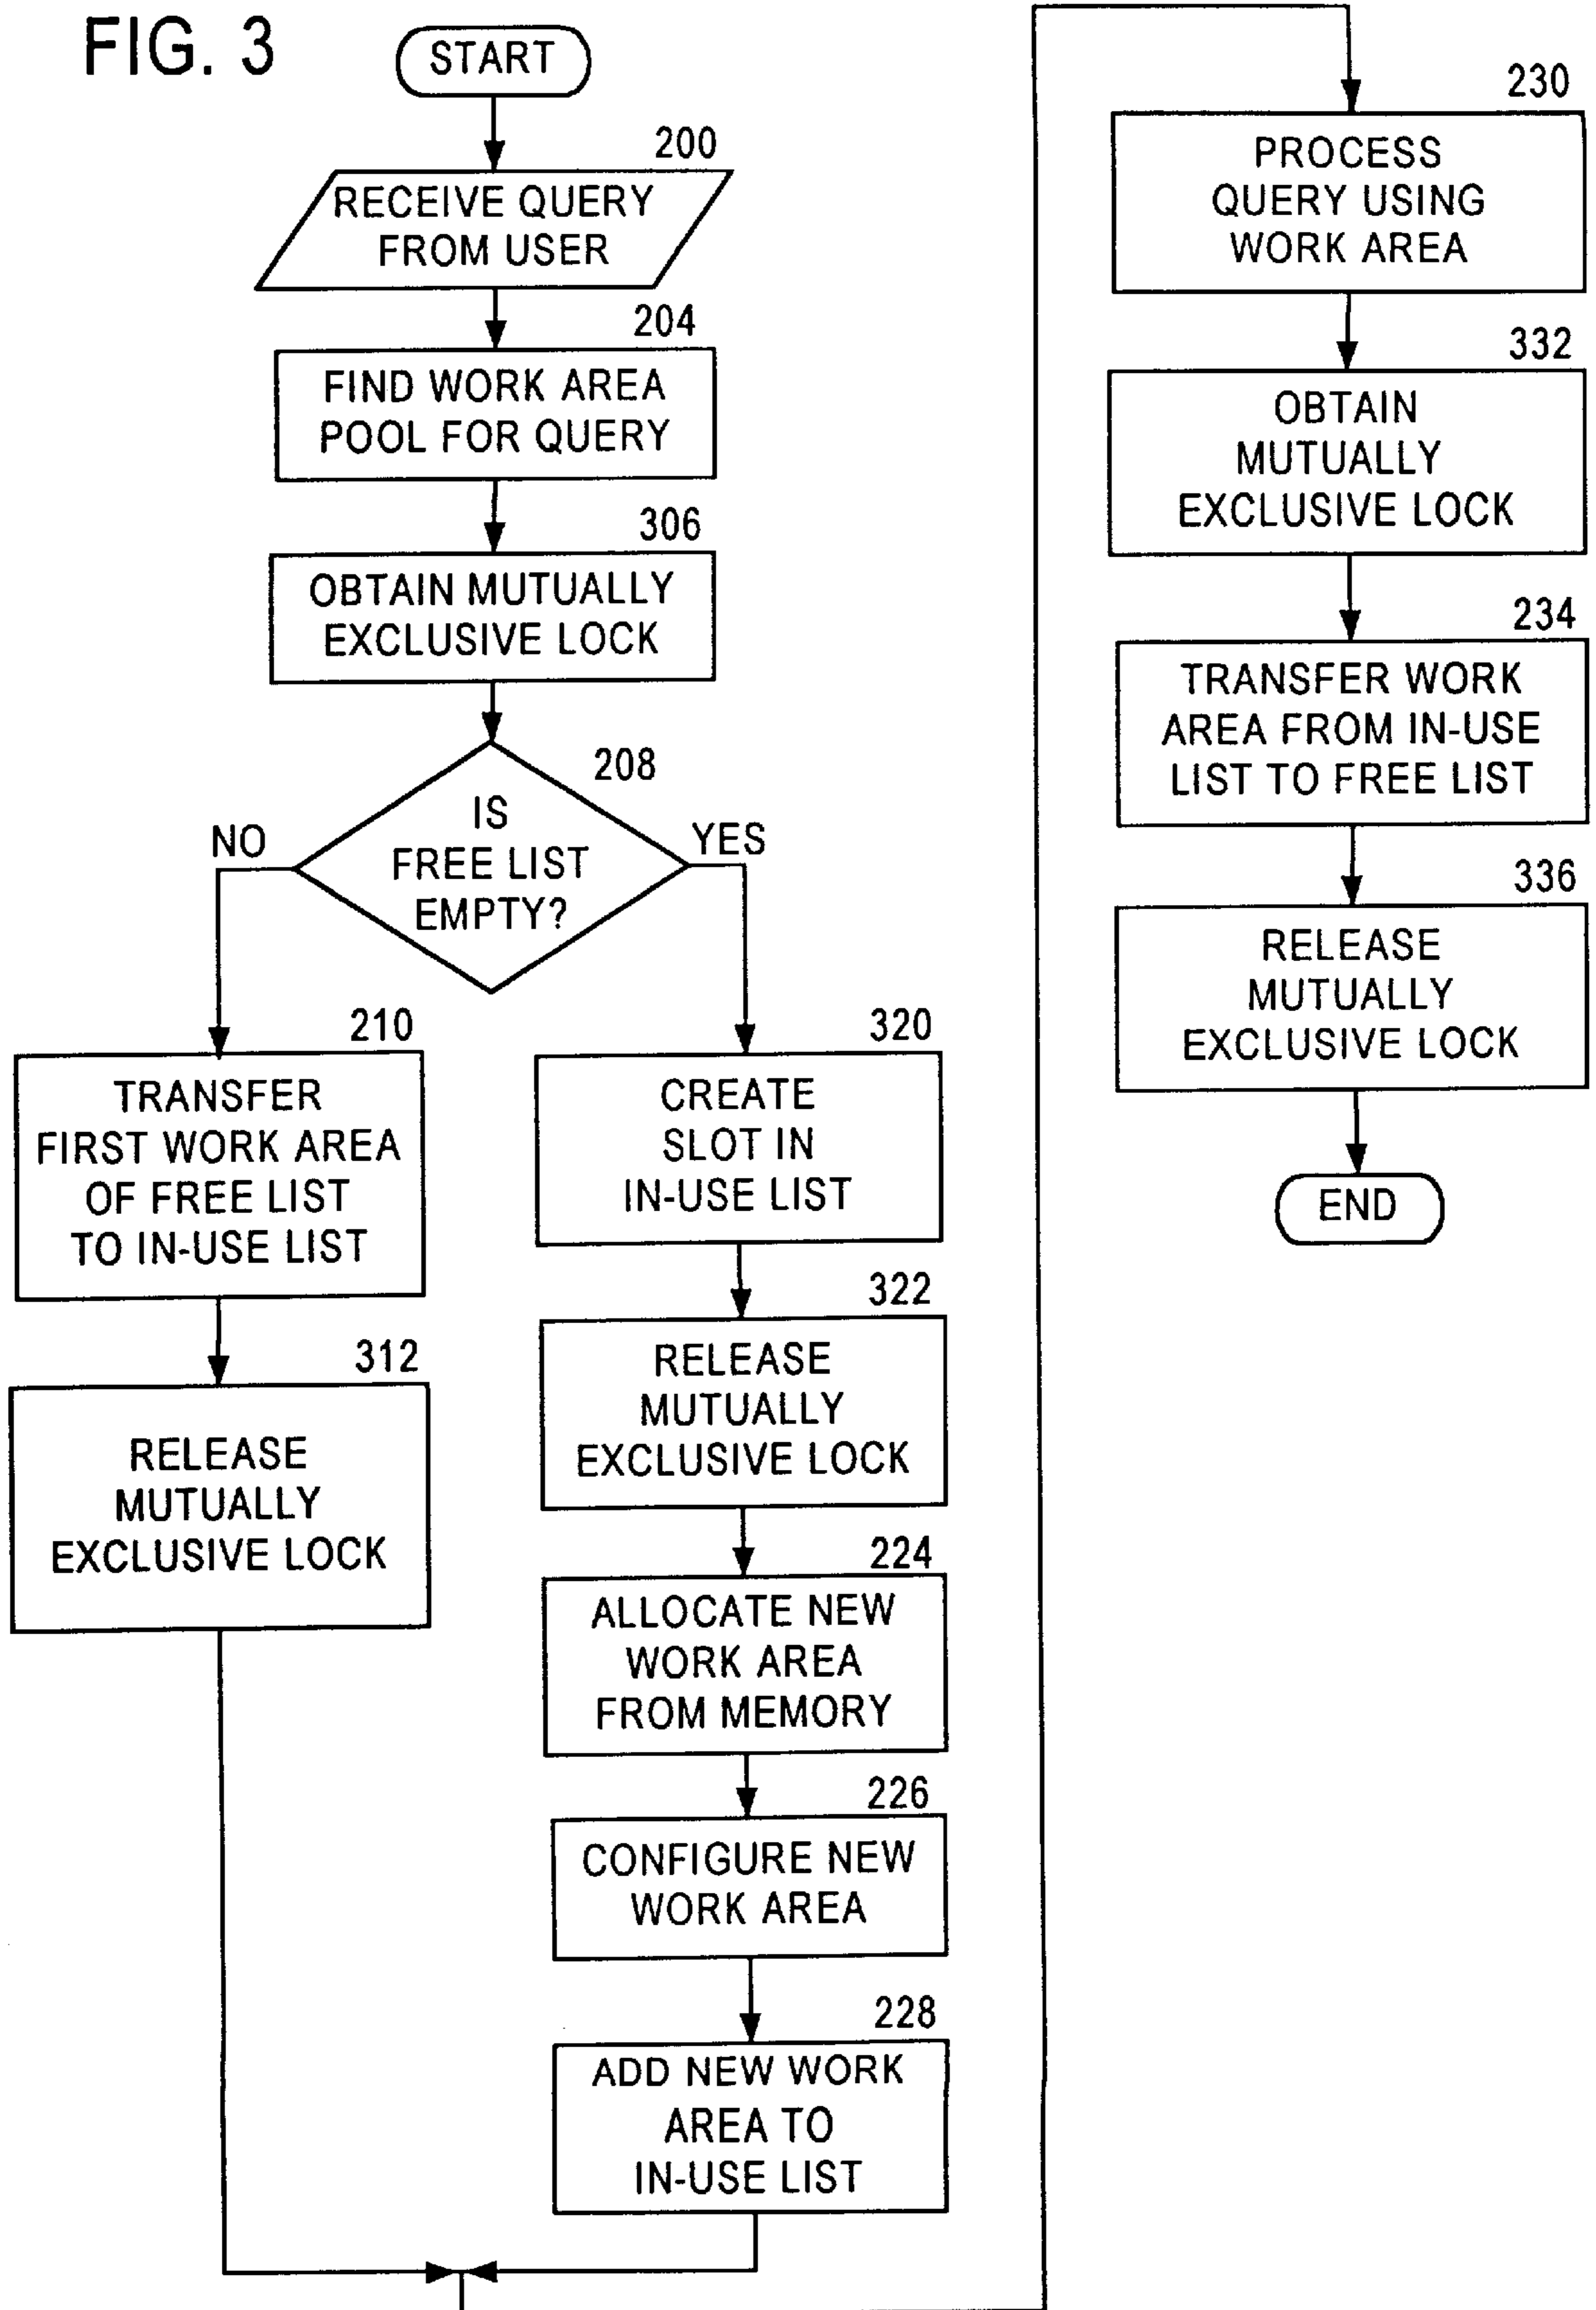 FIG. 3
START
200
RECEIVE QUERY
FROM USER
204
FIND WORK AREA
POOL FOR QUERY
306
OBTAIN MUTUALLY
EXCLUSIVE LOCK
208
IS
FREE LIST
EMPTY?
NO
YES
210
TRANSFER
FIRST WORK AREA
OF FREE LIST
TO IN-USE LIST
312
RELEASE
MUTUALLY
EXCLUSIVE LOCK
320
CREATE
SLOT IN
IN-USE LIST
322
RELEASE
MUTUALLY
EXCLUSIVE LOCK
224
ALLOCATE NEW
WORK AREA
FROM MEMORY
226
CONFIGURE NEW
WORK AREA
228
ADD NEW WORK
AREA TO
IN-USE LIST
230
PROCESS
QUERY USING
WORK AREA
332
OBTAIN
MUTUALLY
EXCLUSIVE LOCK
234
TRANSFER WORK
AREA FROM IN-USE
LIST TO FREE LIST
336
RELEASE
MUTUALLY
EXCLUSIVE LOCK
END